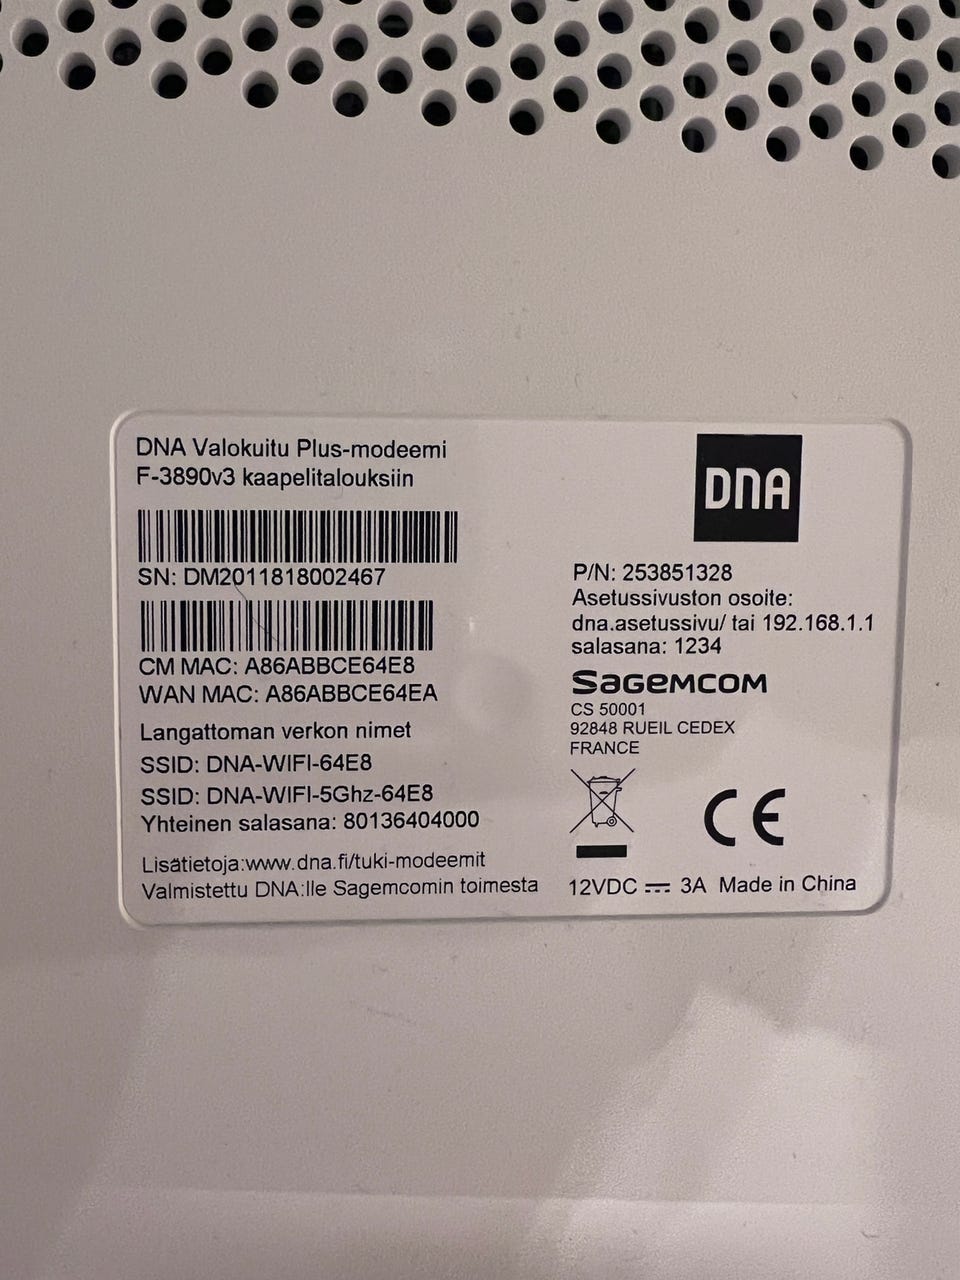 DNA Valokuitu Plus-modeemi
F-3890v3 kaapelitalouksiin
SN: DM2011818002467
CM MAC: A86ABBCE64E8
WAN MAC: A86ABBCE64EA
Langattoman verkon nimet
SSID: DNA-WIFI-64E8
SSID: DNA-WIFI-5Ghz-64E8
Yhteinen salasana: 80136404000
Lisätietoja:www.dna.fi/tuki-modeemit
Valmistettu DNA:lle Sagemcomin toimesta
DNA
P/N: 253851328
Asetussivuston osoite:
dna.asetussivu/ tai 192.168.1.1
salasana: 1234
SAGEMCOM
CS 50001
92848 RUEIL CEDEX
FRANCE
CE
12VDC ⎓ 3A Made in China